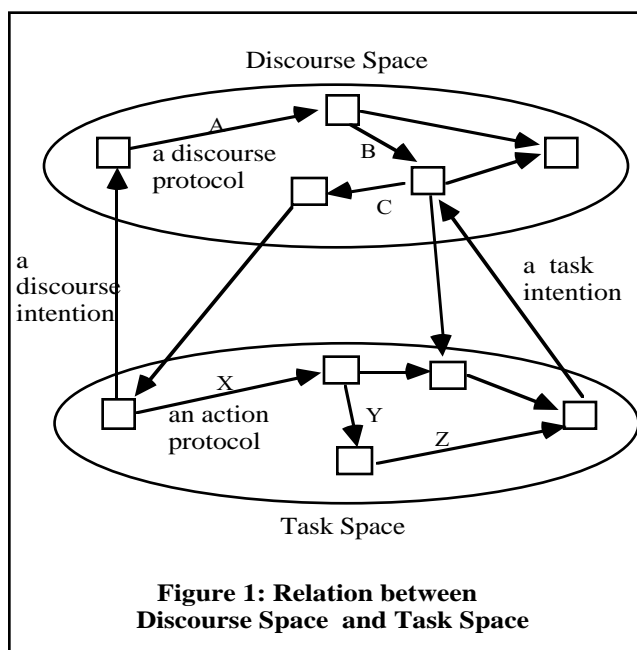 Discourse Space
A
a discourse
protocol
B
C
a
discourse
intention
a task
intention
X
an action
protocol
Y
Z
Task Space
Figure 1: Relation between
Discourse Space and Task Space